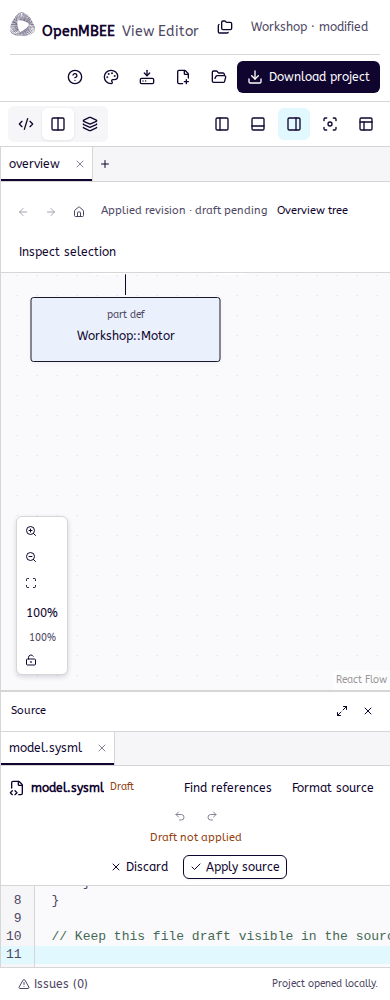 OpenMBEE View Editor Workshop · modified
Download project
overview
Applied revision · draft pending Overview tree
Inspect selection
part def
Workshop::Motor
100%
100%
React Flow
Source
model.sysml
model.sysml Draft Find references Format source
Draft not applied
Discard Apply source
8 }
9
10 // Keep this file draft visible in the sourc
11
Issues (0) Project opened locally.